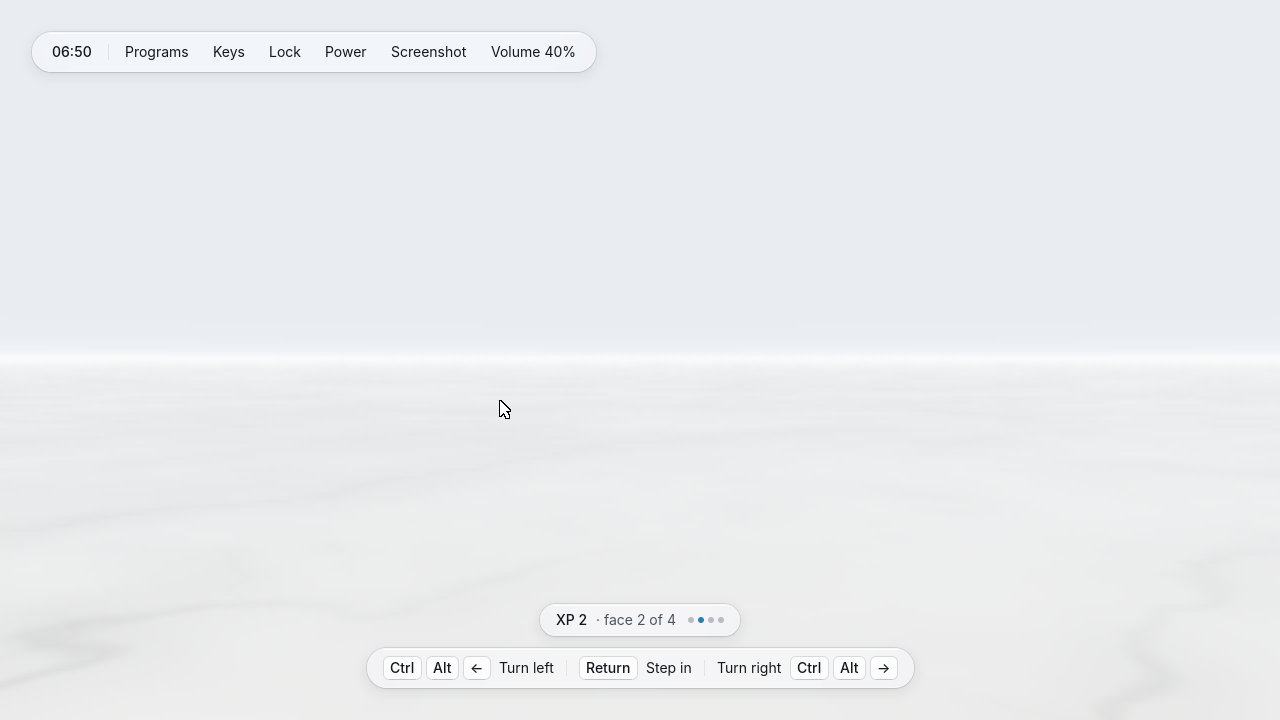 06:50 Programs Keys Lock Power Screenshot Volume 40%
XP 2 · face 2 of 4
Ctrl Alt ← Turn left Return Step in Turn right Ctrl Alt →